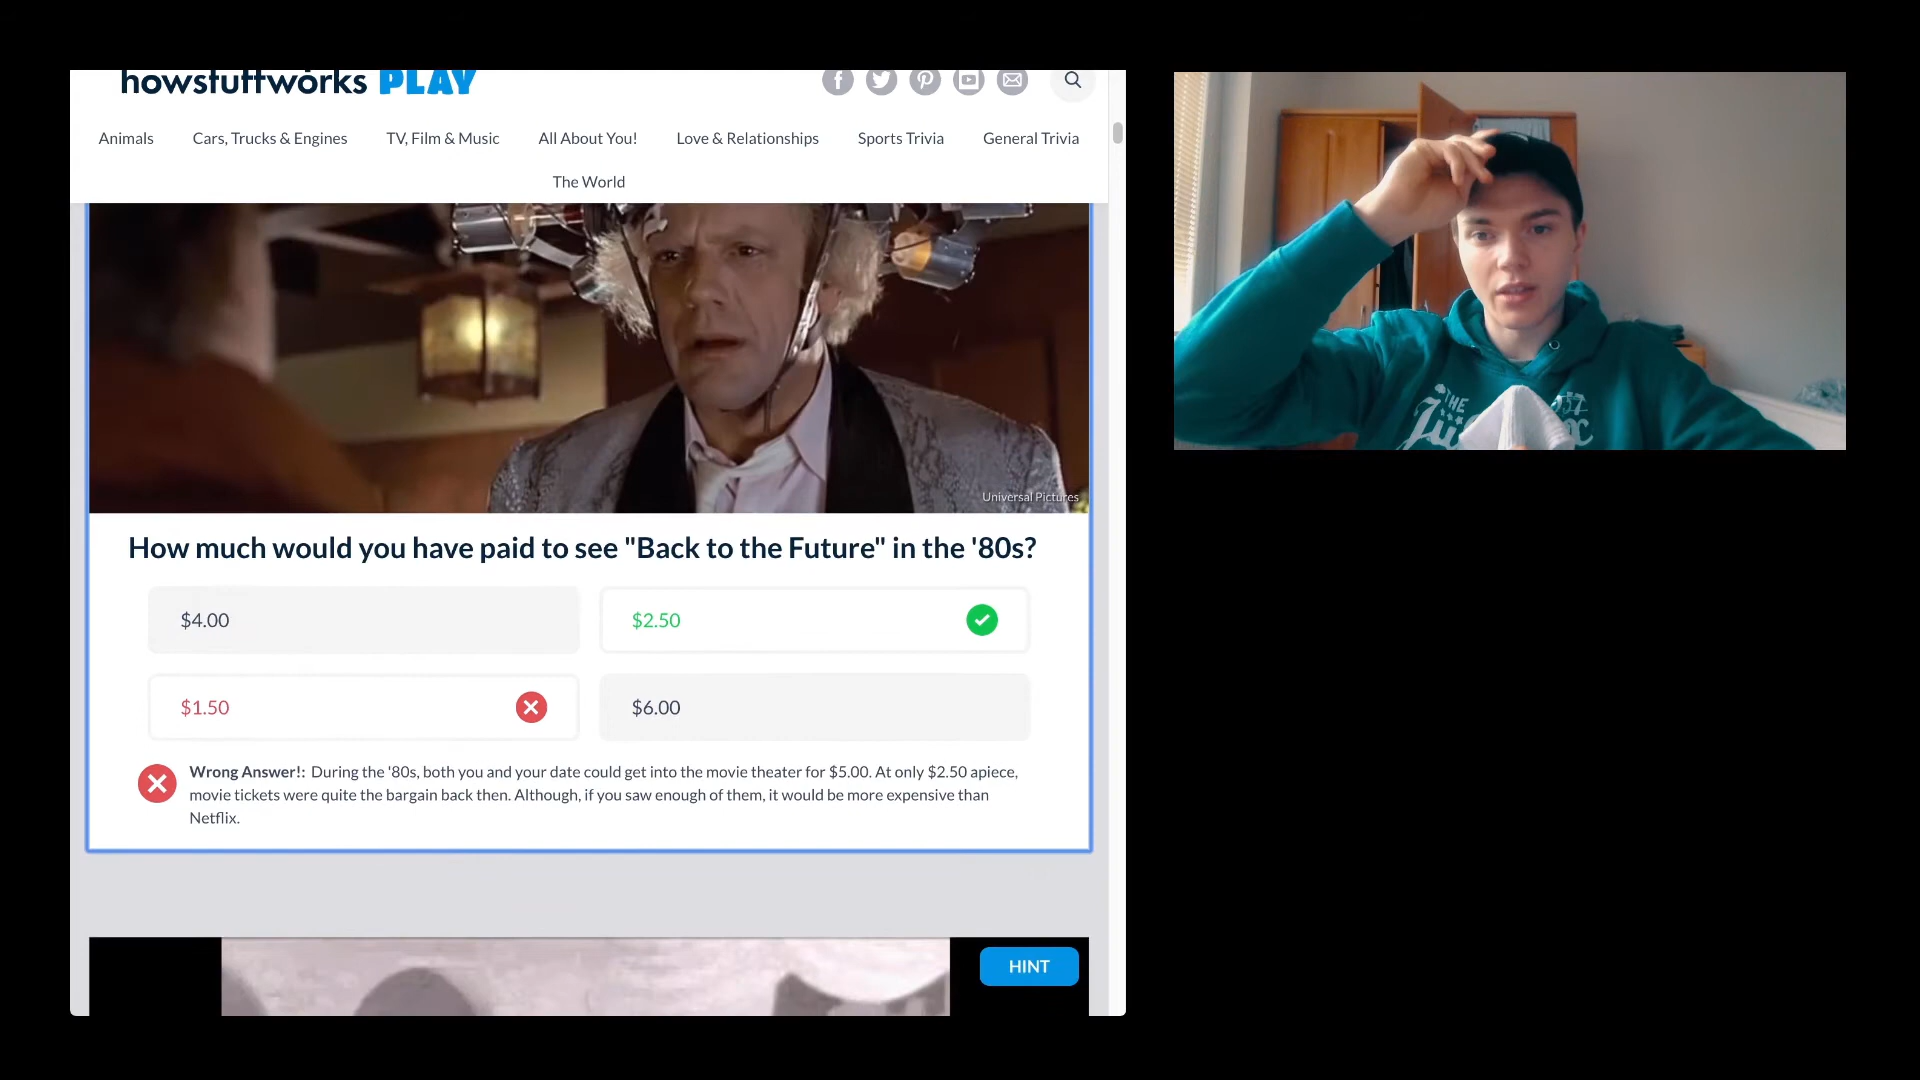 howstuffworks PLAY
Animals
Cars, Trucks & Engines
TV, Film & Music
All About You!
Love & Relationships
Sports Trivia
General Trivia
The World
Universal Pictures
How much would you have paid to see "Back to the Future" in the '80s?
$4.00
$2.50
$1.50
$6.00
Wrong Answer!: During the '80s, both you and your date could get into the movie theater for $5.00. At only $2.50 apiece,
movie tickets were quite the bargain back then. Although, if you saw enough of them, it would be more expensive than
Netflix.
HINT
THE